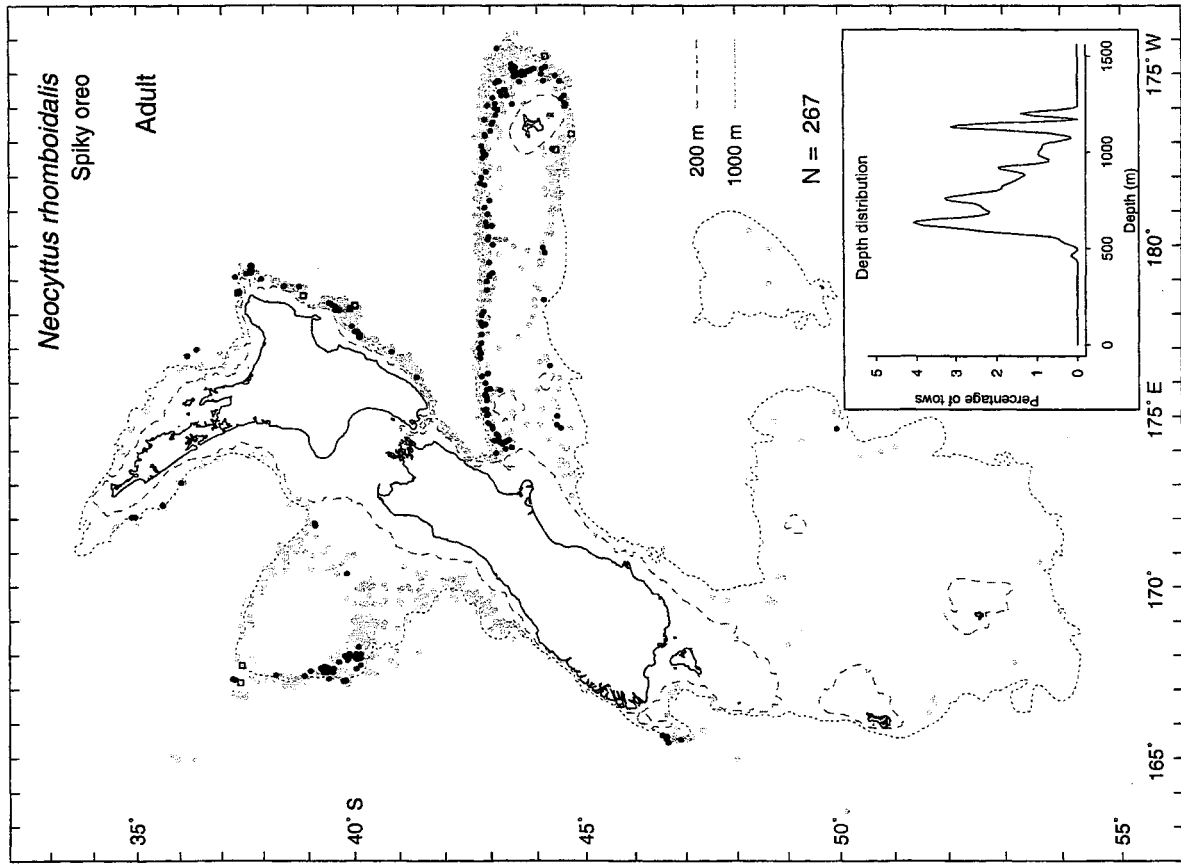 Neocyttus rhomboidalis
Spiky oreo
Adult
35°
40° S
45°
50°
55°
165°
170°
175° E
180°
175° W
200 m
1000 m
N = 267
Depth distribution
Percentage of tows
5
4
3
2
1
0
0
500
1000
1500
Depth (m)